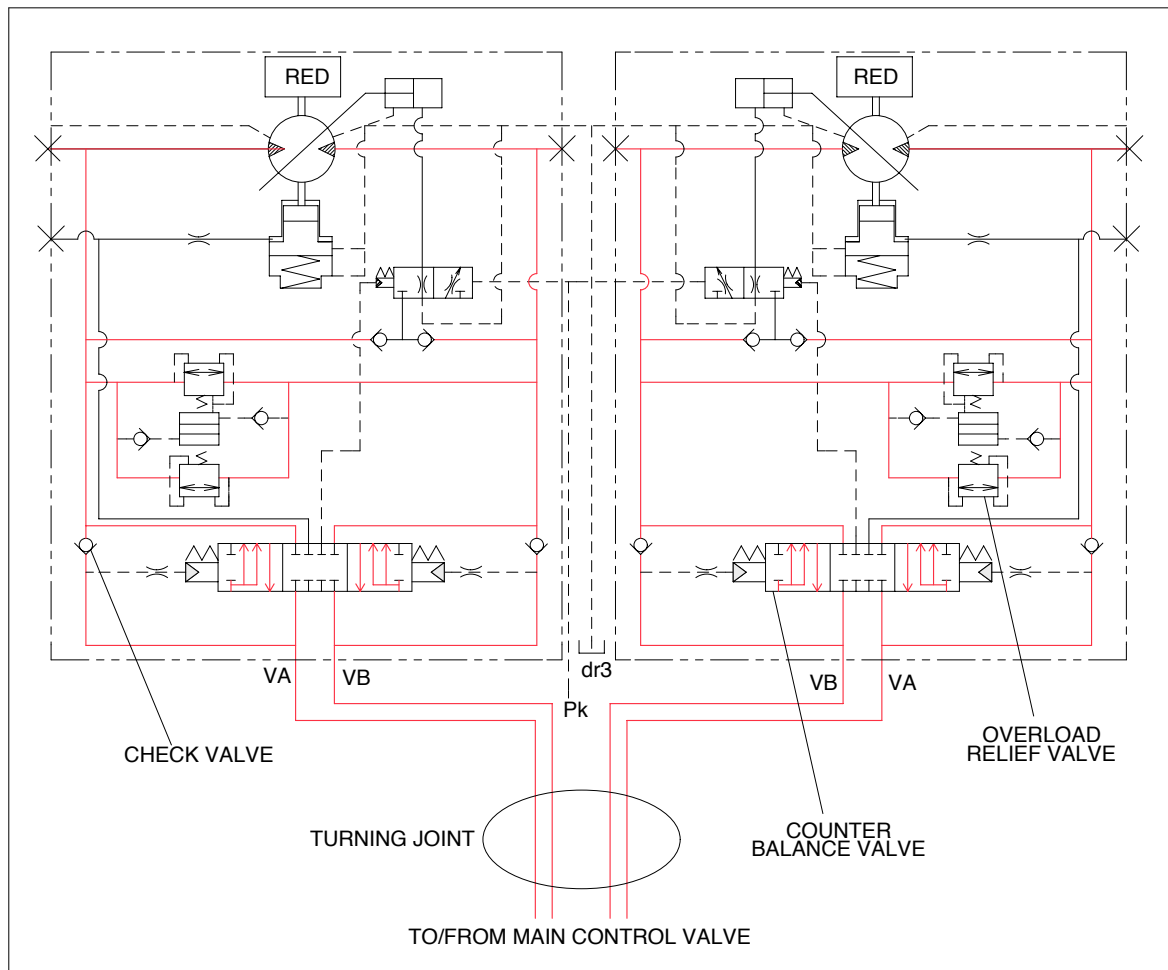 RED
RED
dr3
VA
VB
Pk
VB
VA
CHECK VALVE
OVERLOAD
RELIEF VALVE
TURNING JOINT
COUNTER
BALANCE VALVE
TO/FROM MAIN CONTROL VALVE